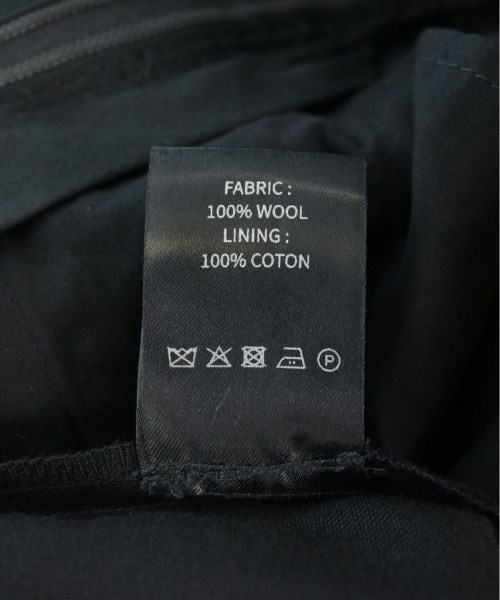 FABRIC :
100% WOOL
LINING :
100% COTON
P